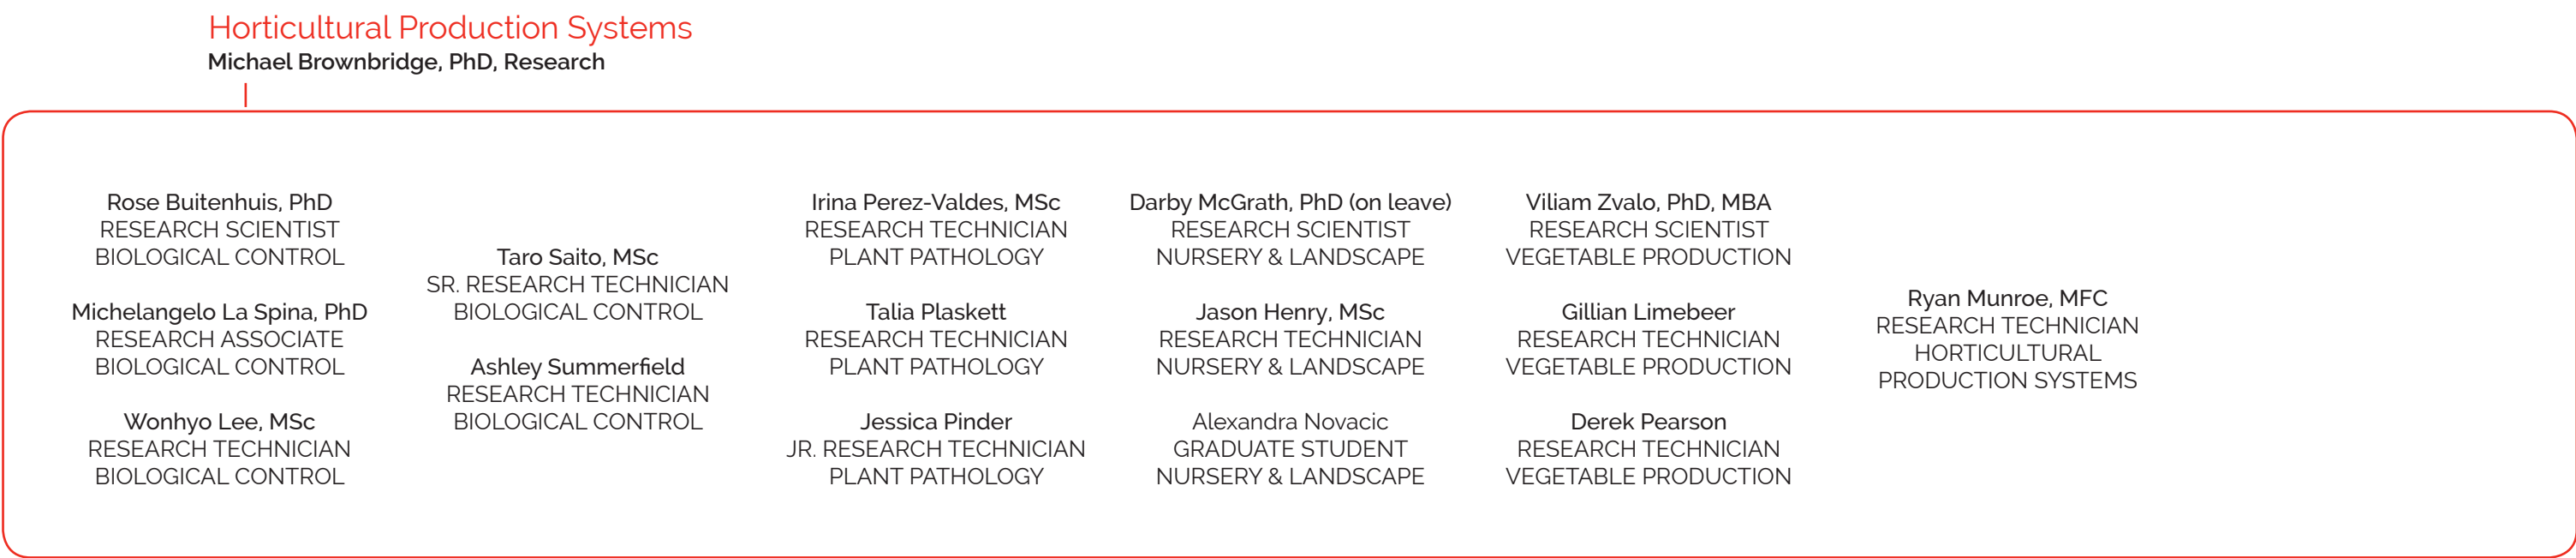 Horticultural Production Systems
Michael Brownbridge, PhD, Research
Rose Buitenhuis, PhD
RESEARCH SCIENTIST
BIOLOGICAL CONTROL
Michelangelo La Spina, PhD
RESEARCH ASSOCIATE
BIOLOGICAL CONTROL
Wonhyo Lee, MSc
RESEARCH TECHNICIAN
BIOLOGICAL CONTROL
Taro Saito, MSc
SR. RESEARCH TECHNICIAN
BIOLOGICAL CONTROL
Ashley Summerfield
RESEARCH TECHNICIAN
BIOLOGICAL CONTROL
Irina Perez-Valdes, MSc
RESEARCH TECHNICIAN
PLANT PATHOLOGY
Talia Plaskett
RESEARCH TECHNICIAN
PLANT PATHOLOGY
Jessica Pinder
JR. RESEARCH TECHNICIAN
PLANT PATHOLOGY
Darby McGrath, PhD (on leave)
RESEARCH SCIENTIST
NURSERY & LANDSCAPE
Jason Henry, MSc
RESEARCH TECHNICIAN
NURSERY & LANDSCAPE
Alexandra Novacic
GRADUATE STUDENT
NURSERY & LANDSCAPE
Viliam Zvalo, PhD, MBA
RESEARCH SCIENTIST
VEGETABLE PRODUCTION
Gillian Limebeer
RESEARCH TECHNICIAN
VEGETABLE PRODUCTION
Derek Pearson
RESEARCH TECHNICIAN
VEGETABLE PRODUCTION
Ryan Munroe, MFC
RESEARCH TECHNICIAN
HORTICULTURAL
PRODUCTION SYSTEMS